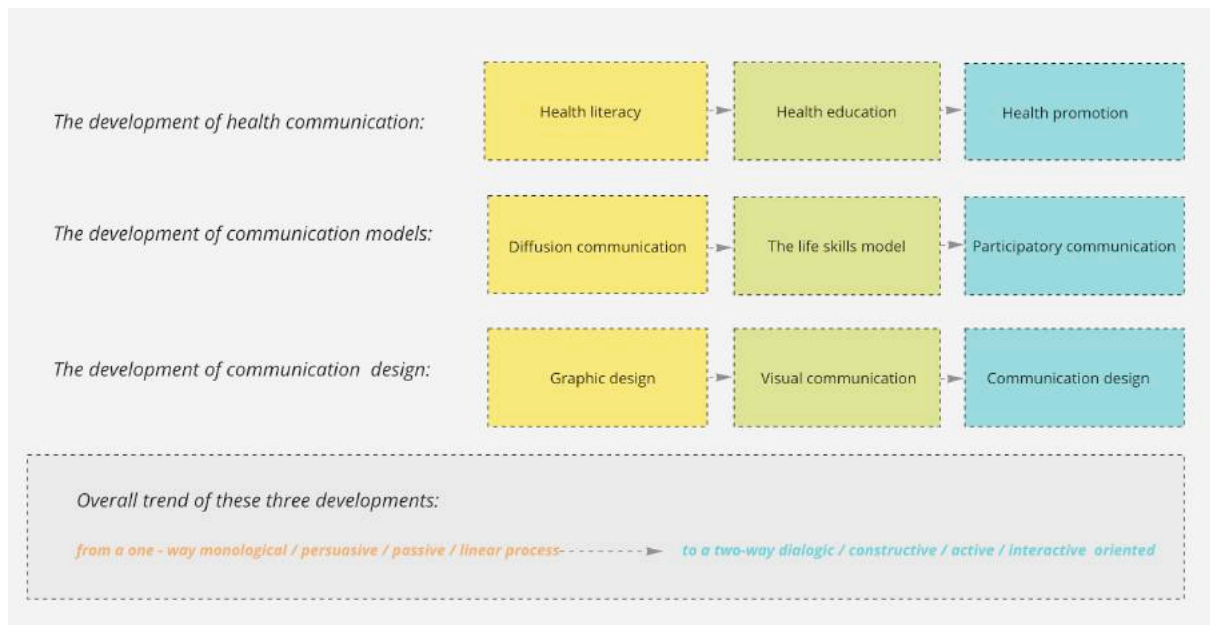 The development of health communication:
Health literacy
Health education
Health promotion
The development of communication models:
Diffusion communication
The life skills model
Participatory communication
The development of communication design:
Graphic design
Visual communication
Communication design
Overall trend of these three developments:
from a one - way monological / persuasive / passive / linear process
to a two-way dialogic / constructive / active / interactive oriented